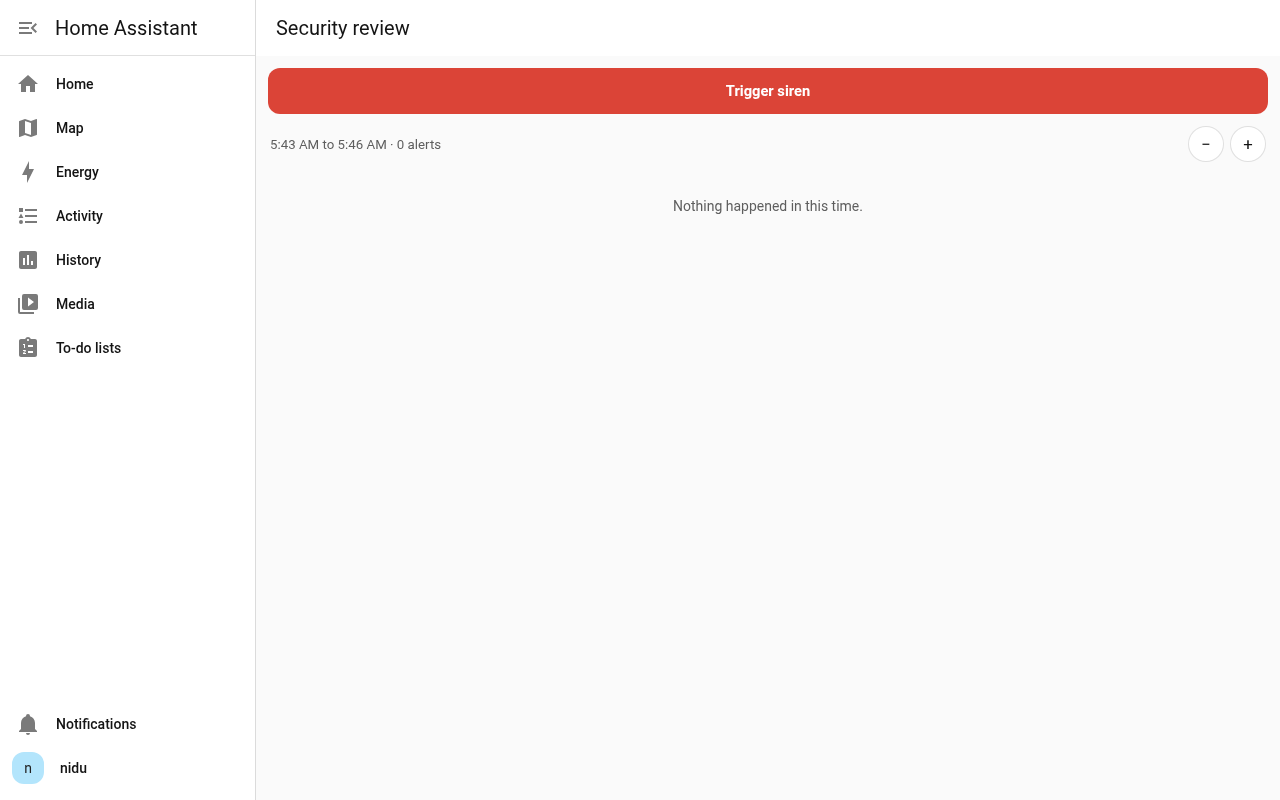 Home Assistant
Security review
Home
Map
Energy
Activity
History
Media
To-do lists
Notifications
n
nidu
Trigger siren
5:43 AM to 5:46 AM · 0 alerts
−
+
Nothing happened in this time.